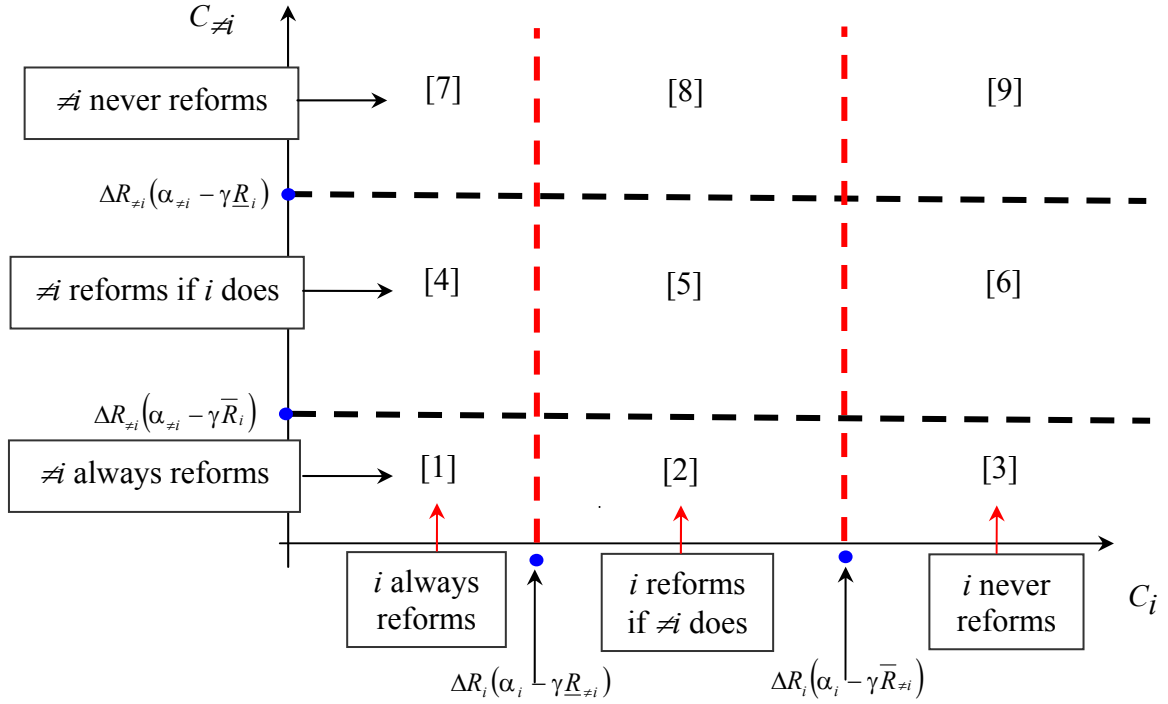 C≠i
≠i never reforms
[7] [8] [9]
ΔR≠i(α≠i − γR̲i)
≠i reforms if i does
[4] [5] [6]
ΔR≠i(α≠i − γR̅i)
≠i always reforms
[1] [2] [3]
i always
reforms
i reforms
if ≠i does
i never
reforms
Ci
ΔRi(αi − γR̲≠i)
ΔRi(αi − γR̅≠i)